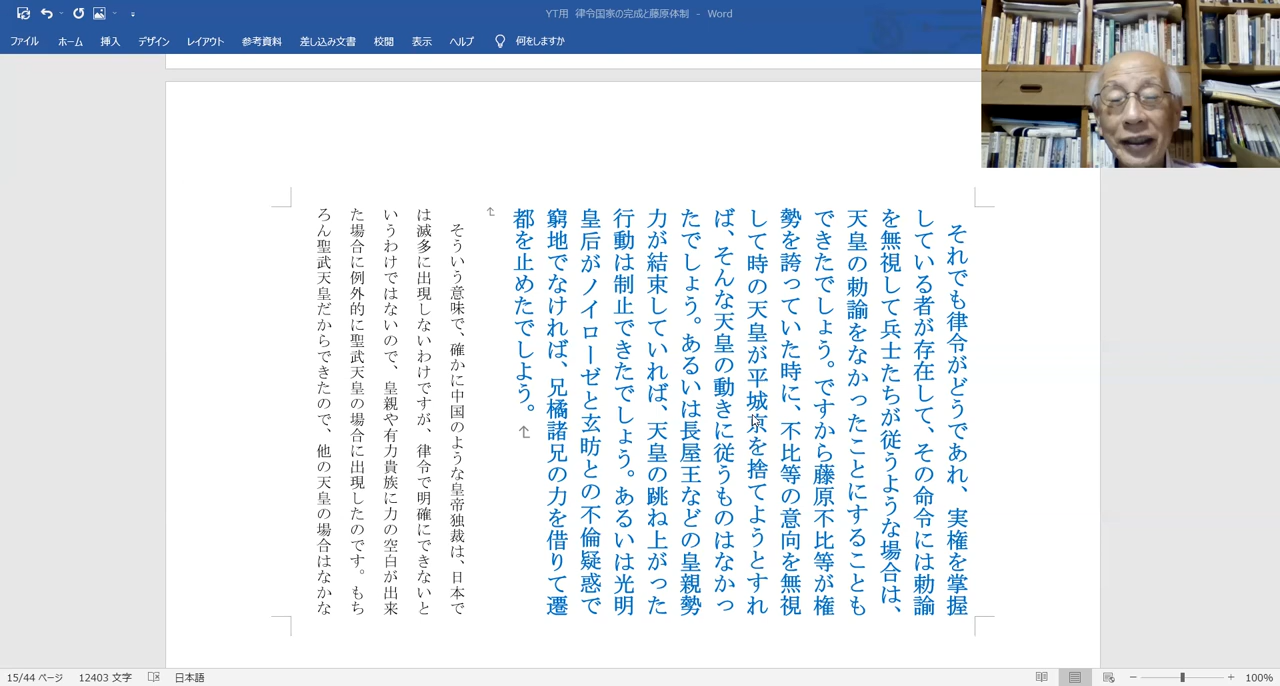 YT用 律令国家の完成と藤原体制 - Word
ファイル ホーム 挿入 デザイン レイアウト 参考資料 差し込み文書 校閲 表示 ヘルプ 何をしますか
それでも律令がどうであれ、実権を掌握
している者が存在して、その命令には勅諭
を無視して兵士たちが従うような場合は、
天皇の勅諭をなかったことにすることも
できたでしょう。ですから藤原不比等が権
勢を誇っていた時に、不比等の意向を無視
して時の天皇が平城京を捨てようとすれ
ば、そんな天皇の動きに従うものはなかっ
たでしょう。あるいは長屋王などの皇親勢
力が結束していれば、天皇の跳ね上がった
行動は制止できたでしょう。あるいは光明
皇后がノイローゼと玄昉との不倫疑惑で
窮地でなければ、兄橘諸兄の力を借りて遷
都を止めたでしよう。
そういう意味で、確かに中国のような皇帝独裁は、日本で
は滅多に出現しないわけですが、律令で明確にできないと
いうわけではないので、皇親や有力貴族に力の空白が出来
た場合に例外的に聖武天皇の場合に出現したのです。もち
ろん聖武天皇だからできたので、他の天皇の場合はなかな
15/44 ページ 12403 文字 日本語 100%